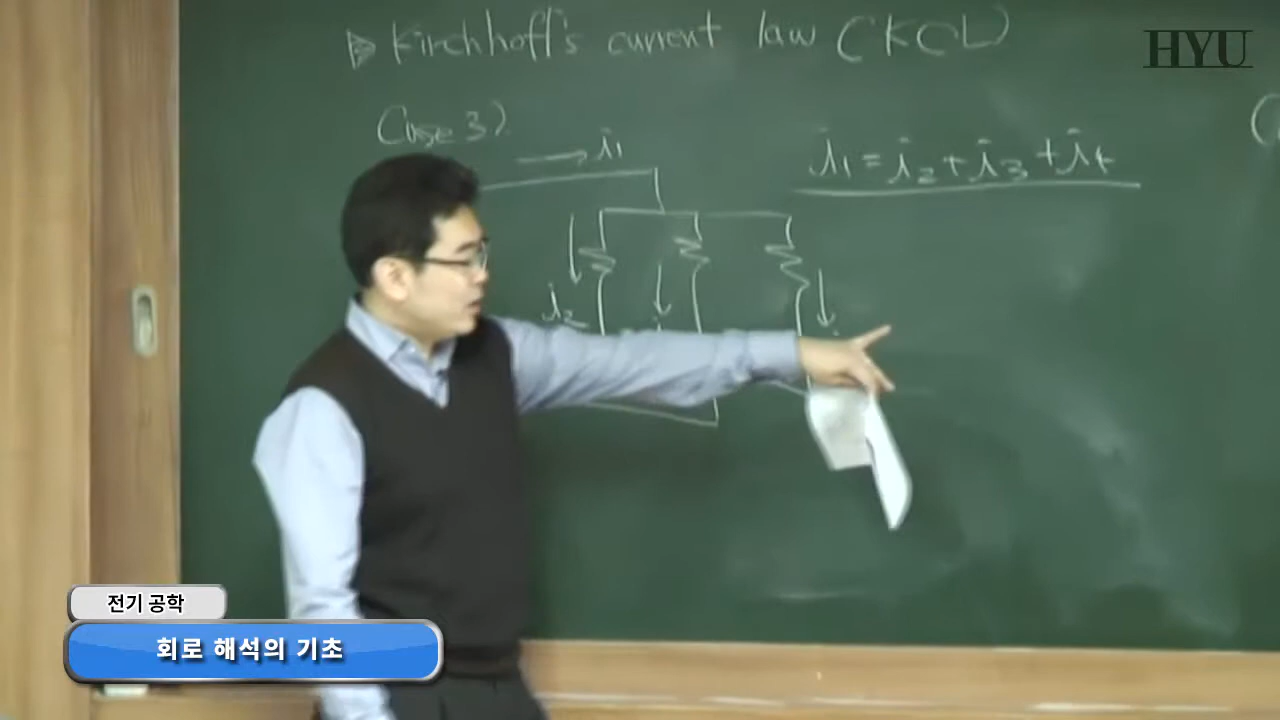 ▷ Kirchhoff's current law (KCL)
HYU
Case 3)
→ i₁
i₁ = i₂ + i₃ + i₄
i₂
전기 공학
회로 해석의 기초